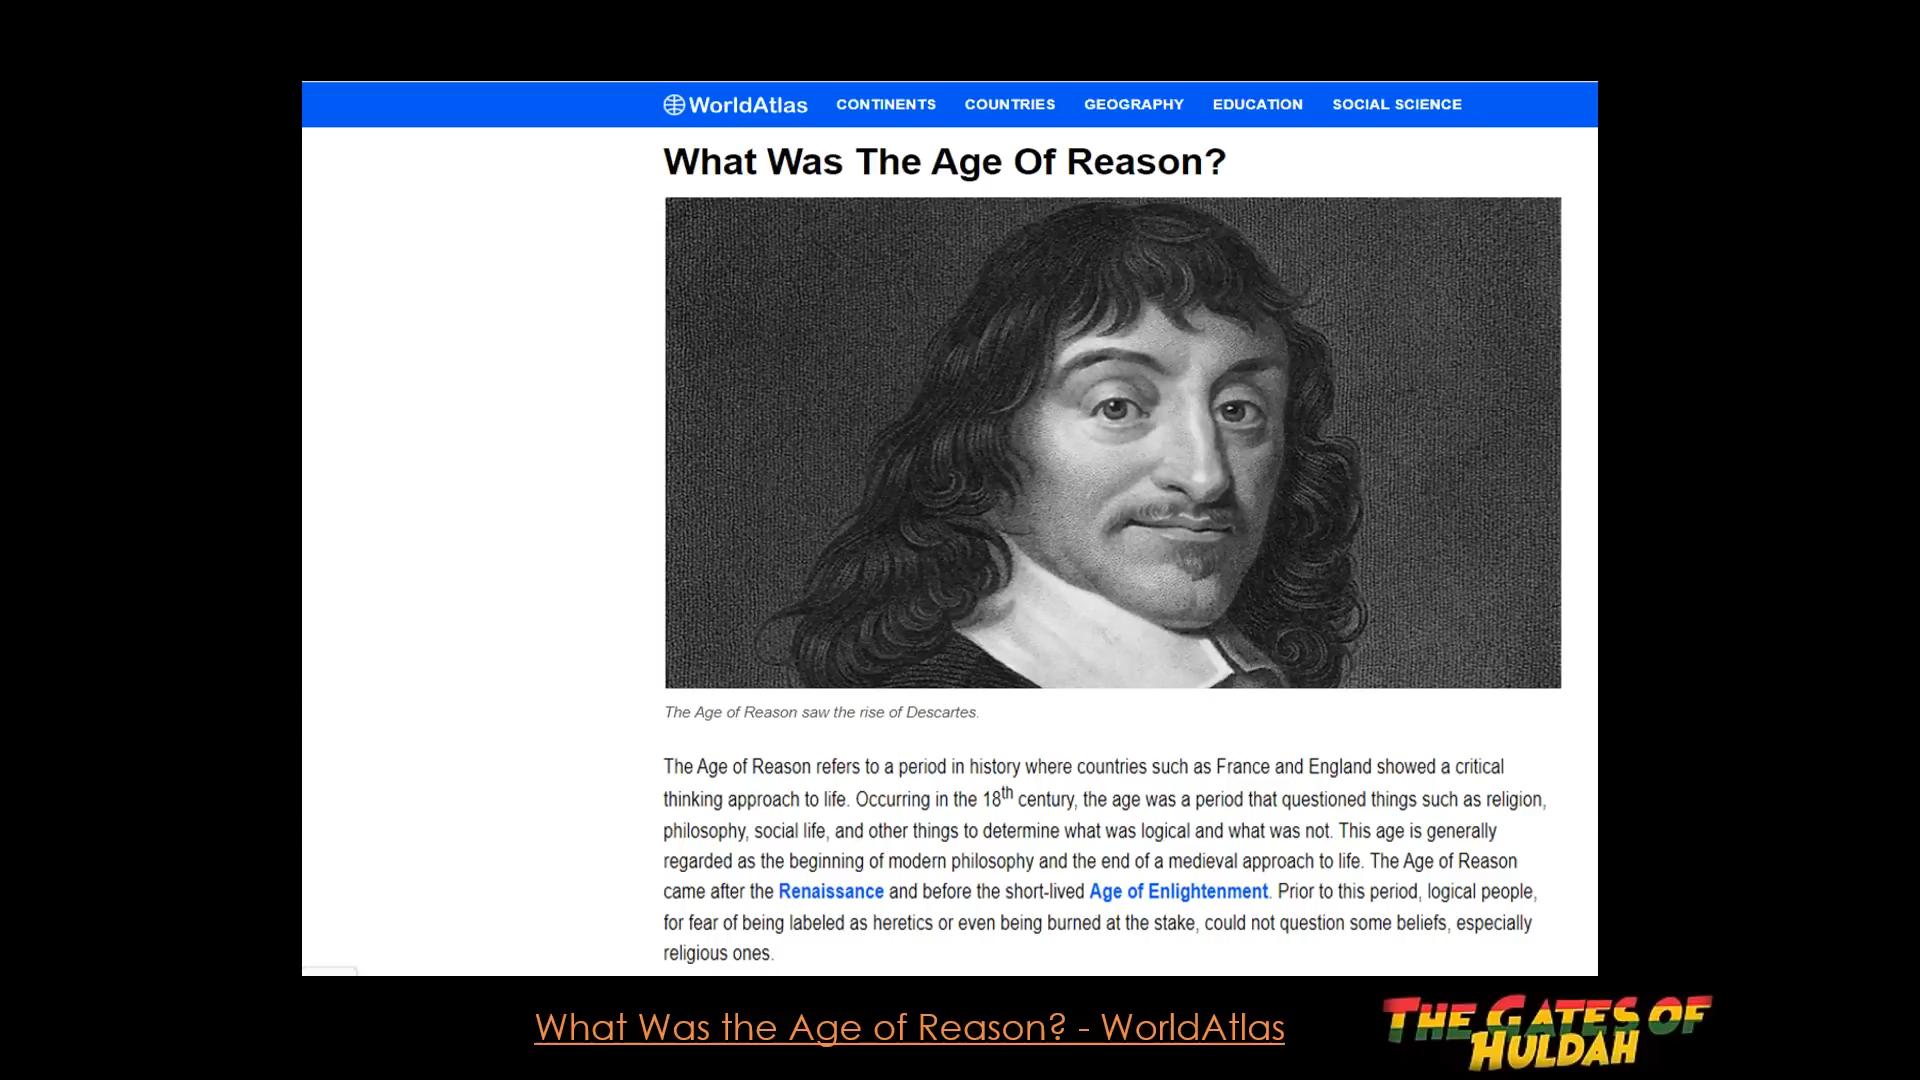 WorldAtlas CONTINENTS COUNTRIES GEOGRAPHY EDUCATION SOCIAL SCIENCE
What Was The Age Of Reason?
The Age of Reason saw the rise of Descartes.
The Age of Reason refers to a period in history where countries such as France and England showed a critical
thinking approach to life. Occurring in the 18th century, the age was a period that questioned things such as religion,
philosophy, social life, and other things to determine what was logical and what was not. This age is generally
regarded as the beginning of modern philosophy and the end of a medieval approach to life. The Age of Reason
came after the Renaissance and before the short-lived Age of Enlightenment. Prior to this period, logical people,
for fear of being labeled as heretics or even being burned at the stake, could not question some beliefs, especially
religious ones.
What Was the Age of Reason? - WorldAtlas
THE GATES OF
HULDAH